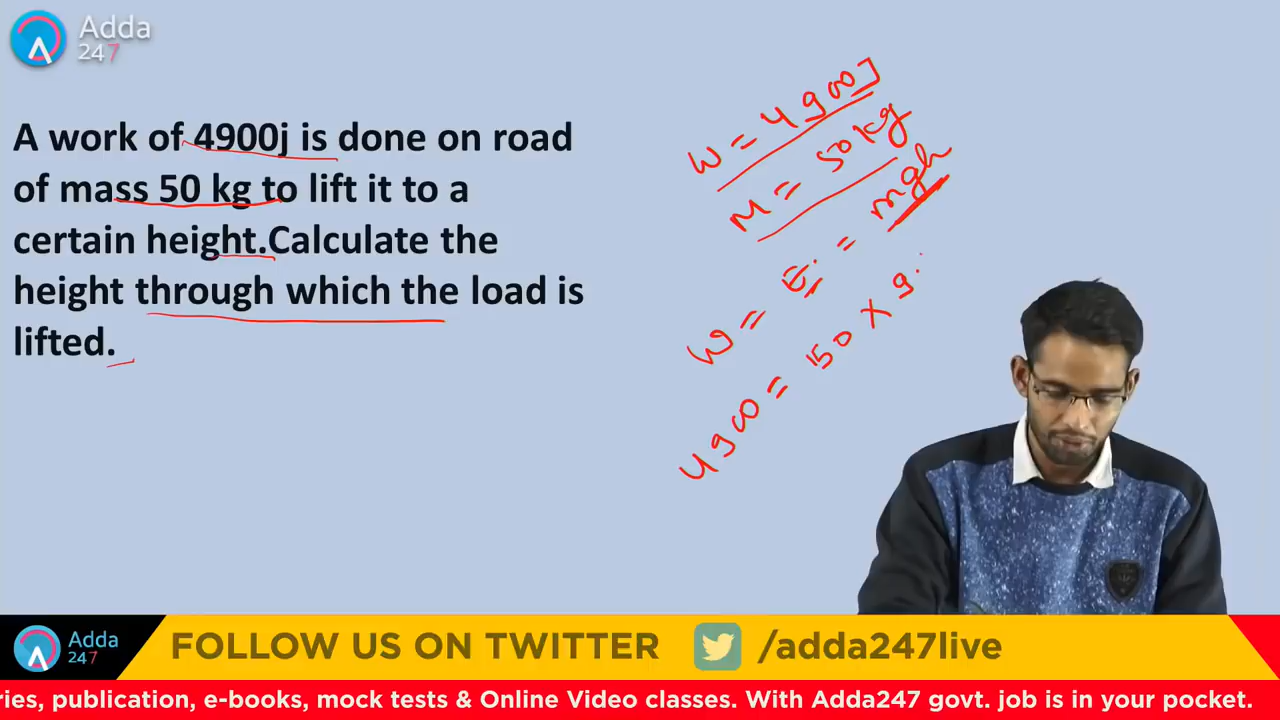 Adda
247
A work of 4900j is done on road
of mass 50 kg to lift it to a
certain height.Calculate the
height through which the load is
lifted.
W = 4900J
M = 50 kg
W = E = mgh
4900 = 150 × 9.
Adda
247
FOLLOW US ON TWITTER /adda247live
ries, publication, e-books, mock tests & Online Video classes. With Adda247 govt. job is in your pocket.